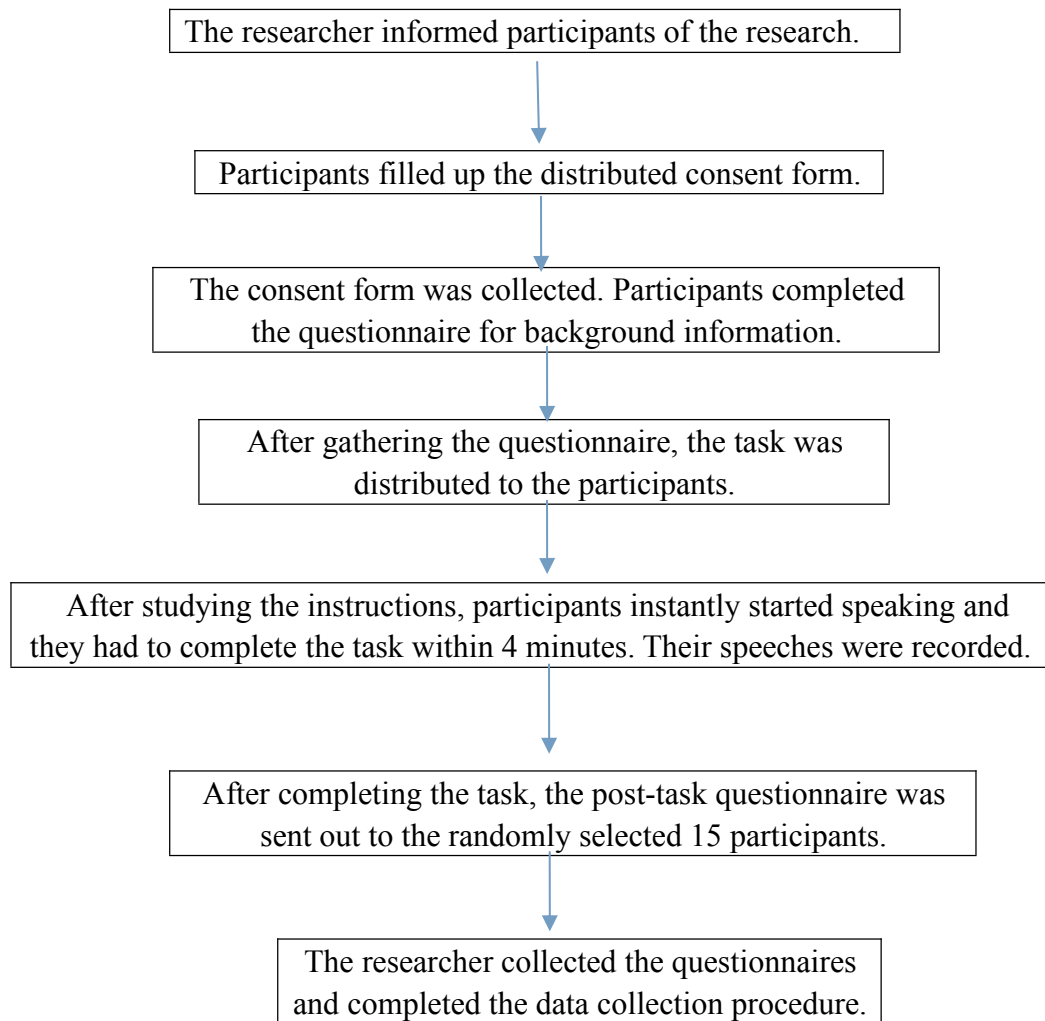 The researcher informed participants of the research.
Participants filled up the distributed consent form.
The consent form was collected. Participants completed
the questionnaire for background information.
After gathering the questionnaire, the task was
distributed to the participants.
After studying the instructions, participants instantly started speaking and
they had to complete the task within 4 minutes. Their speeches were recorded.
After completing the task, the post-task questionnaire was
sent out to the randomly selected 15 participants.
The researcher collected the questionnaires
and completed the data collection procedure.